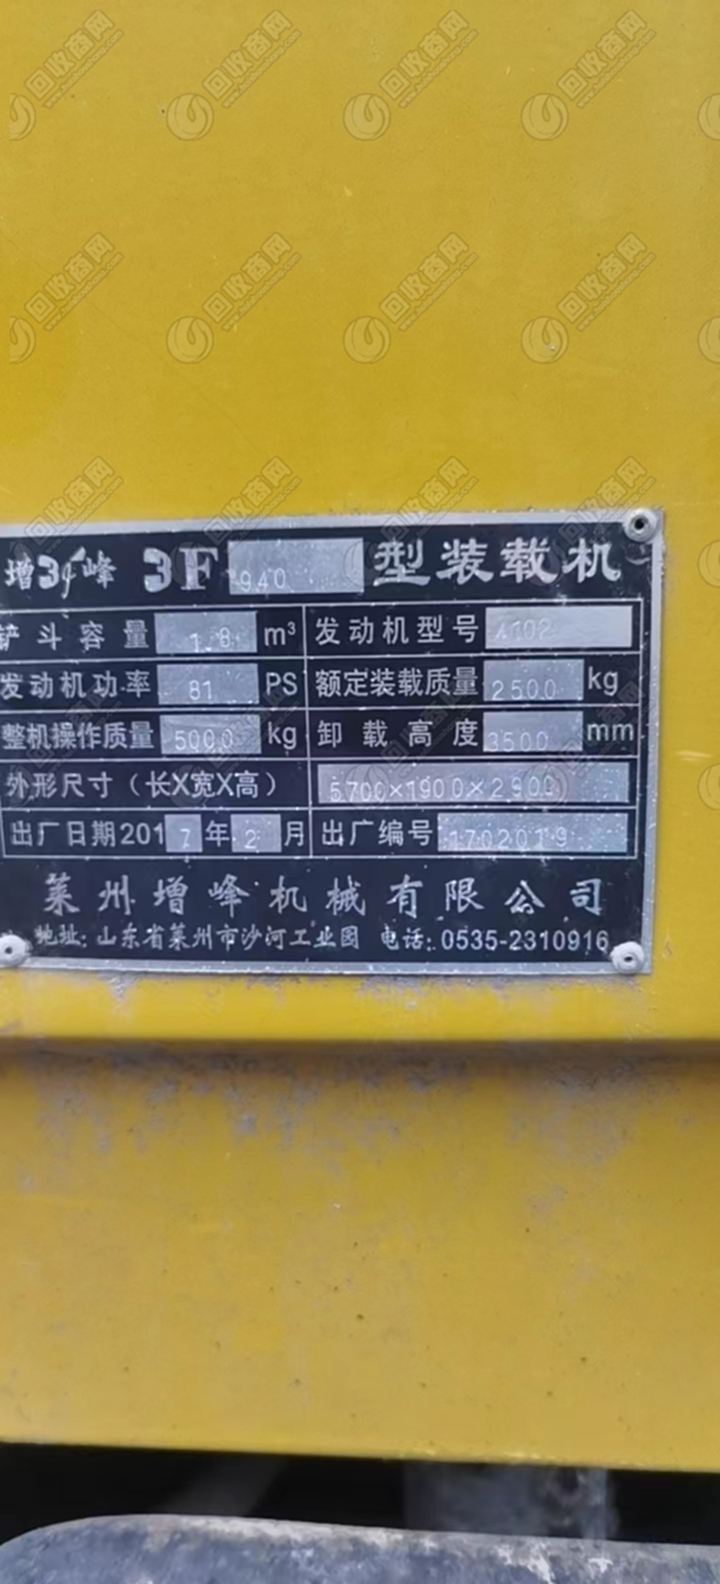 增 峰 3F 940 型装载机
铲斗容量 1.8 m³ 发动机型号 4102
发动机功率 81 PS 额定装载质量 2500 kg
整机操作质量 5000 kg 卸载高度 3500 mm
外形尺寸（长X宽X高） 5700×1900×2900
出厂日期2017年2月 出厂编号 1702019
莱州增峰机械有限公司
地址: 山东省莱州市沙河工业园 电话: 0535-2310916
回收商网